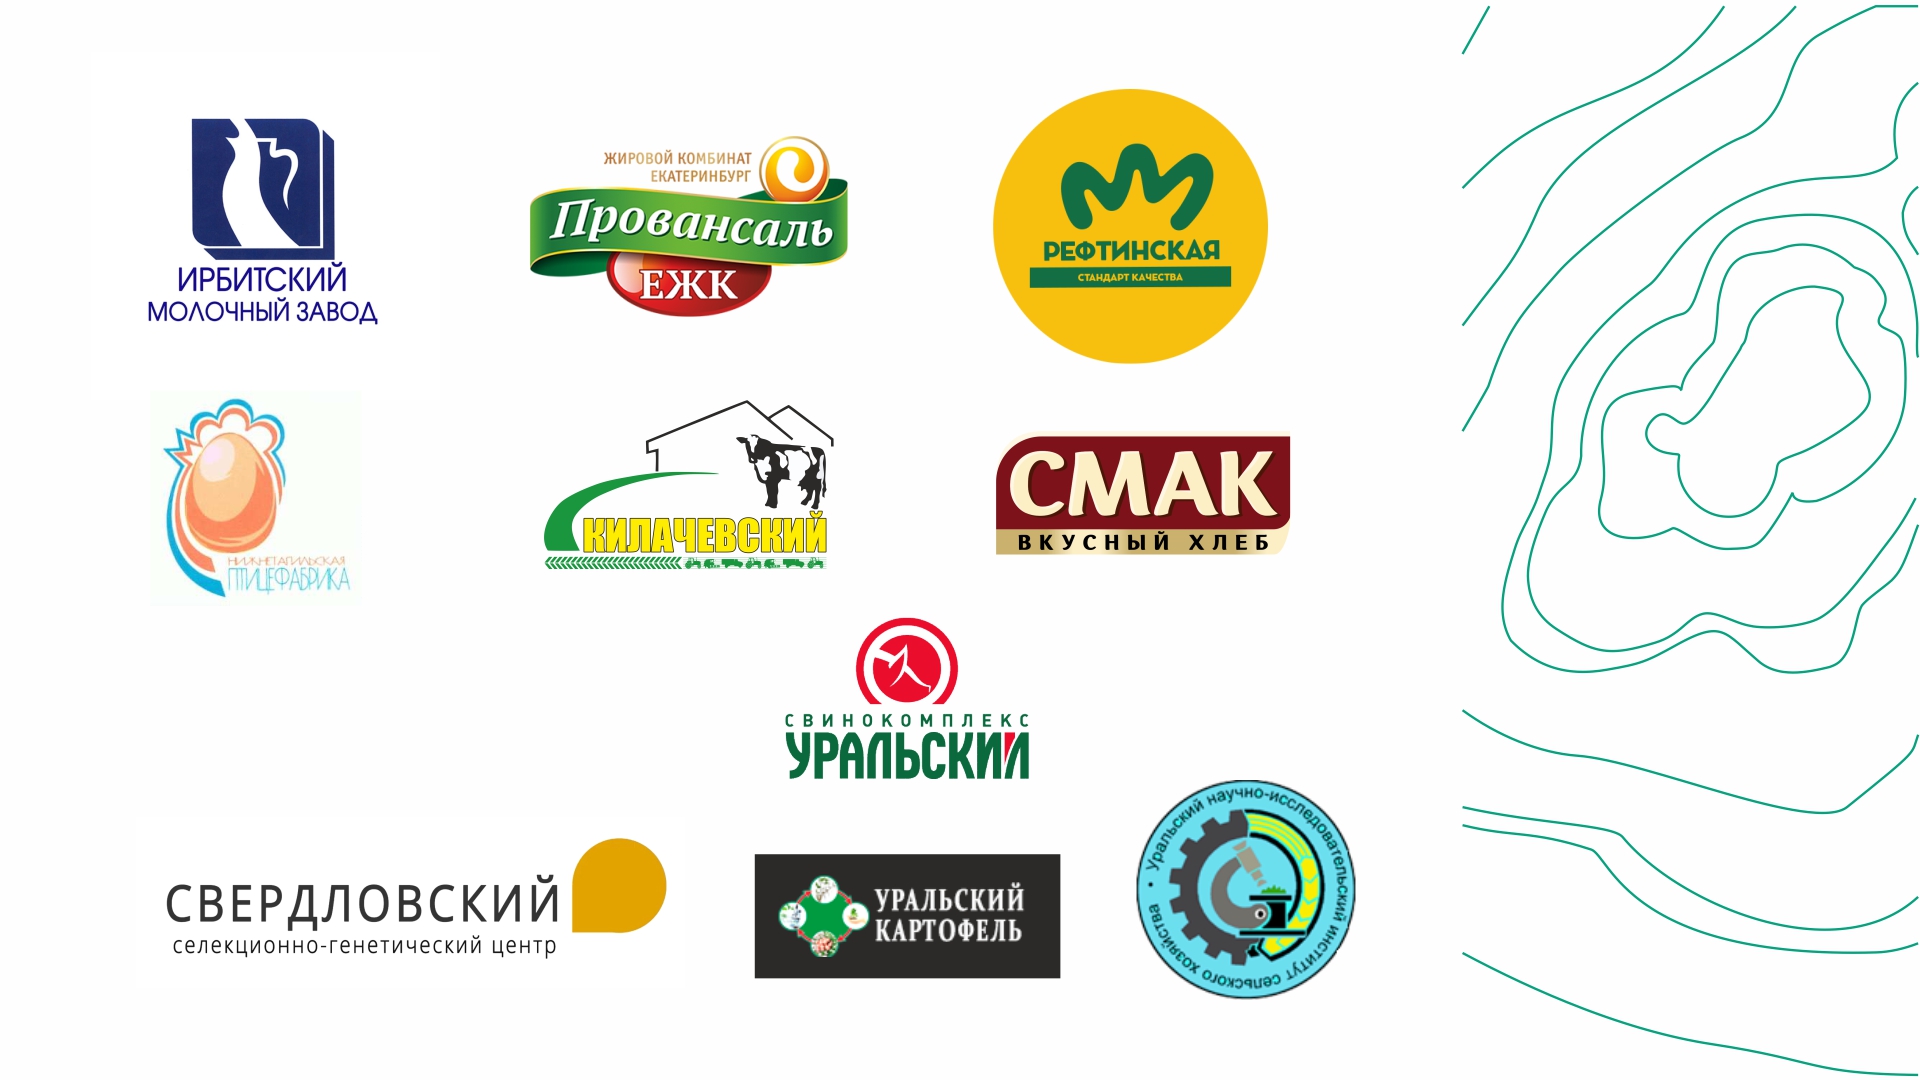 ИРБИТСКИЙ
МОЛОЧНЫЙ ЗАВОД
ЖИРОВОЙ КОМБИНАТ
ЕКАТЕРИНБУРГ
Провансаль
ЕЖК
РЕФТИНСКАЯ
СТАНДАРТ КАЧЕСТВА
НИЖНЕТАГИЛЬСКАЯ
ПТИЦЕФАБРИКА
КИЛАЧЕВСКИЙ
СМАК
ВКУСНЫЙ ХЛЕБ
СВИНОКОМПЛЕКС
УРАЛЬСКИЙ
СВЕРДЛОВСКИЙ
селекционно-генетический центр
УРАЛЬСКИЙ
КАРТОФЕЛЬ
Уральский научно-исследовательский институт сельского хозяйства